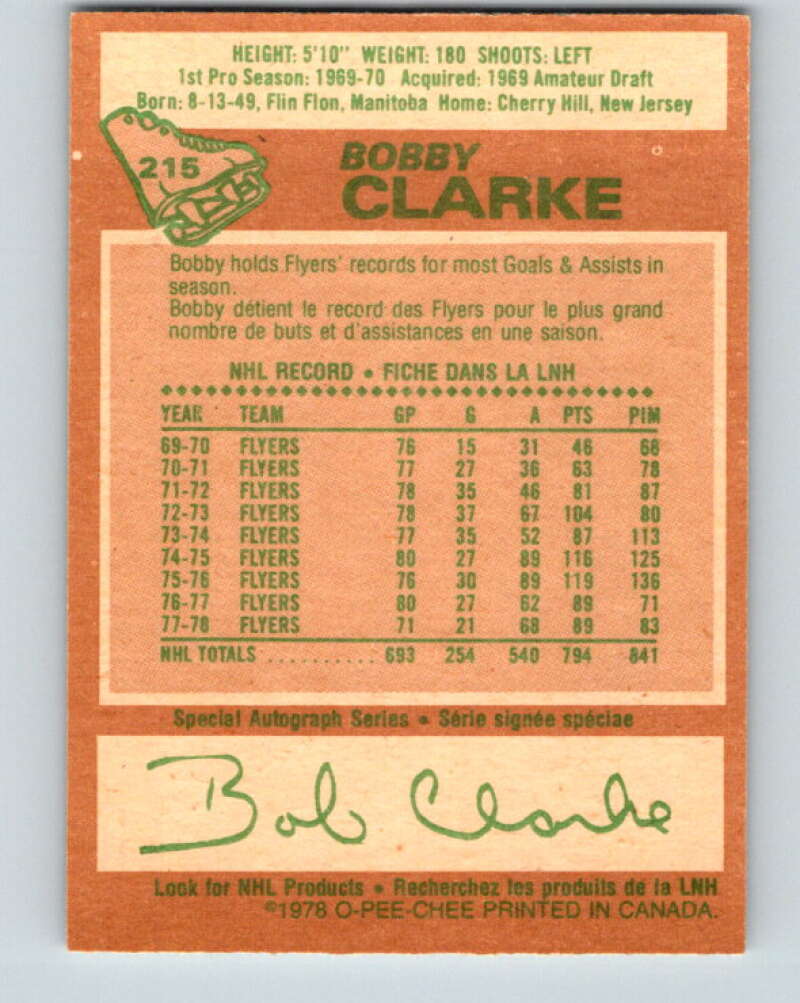 HEIGHT: 5'10" WEIGHT: 180 SHOOTS: LEFT
1st Pro Season: 1969-70 Acquired: 1969 Amateur Draft
Born: 8-13-49, Flin Flon, Manitoba Home: Cherry Hill, New Jersey
215
BOBBY
CLARKE
Bobby holds Flyers' records for most Goals & Assists in
season.
Bobby détient le record des Flyers pour le plus grand
nombre de buts et d'assistances en une saison.
NHL RECORD • FICHE DANS LA LNH
YEAR TEAM GP G A PTS PIM
69-70 FLYERS 76 15 31 46 68
70-71 FLYERS 77 27 36 63 78
71-72 FLYERS 78 35 46 81 87
72-73 FLYERS 78 37 67 104 80
73-74 FLYERS 77 35 52 87 113
74-75 FLYERS 80 27 89 116 125
75-76 FLYERS 76 30 89 119 136
76-77 FLYERS 80 27 62 89 71
77-78 FLYERS 71 21 68 89 83
NHL TOTALS .......... 693 254 540 794 841
Special Autograph Series • Série signée spéciae
Bob Clarke
Look for NHL Products • Recherchez les produits de la LNH
©1978 O-PEE-CHEE PRINTED IN CANADA.